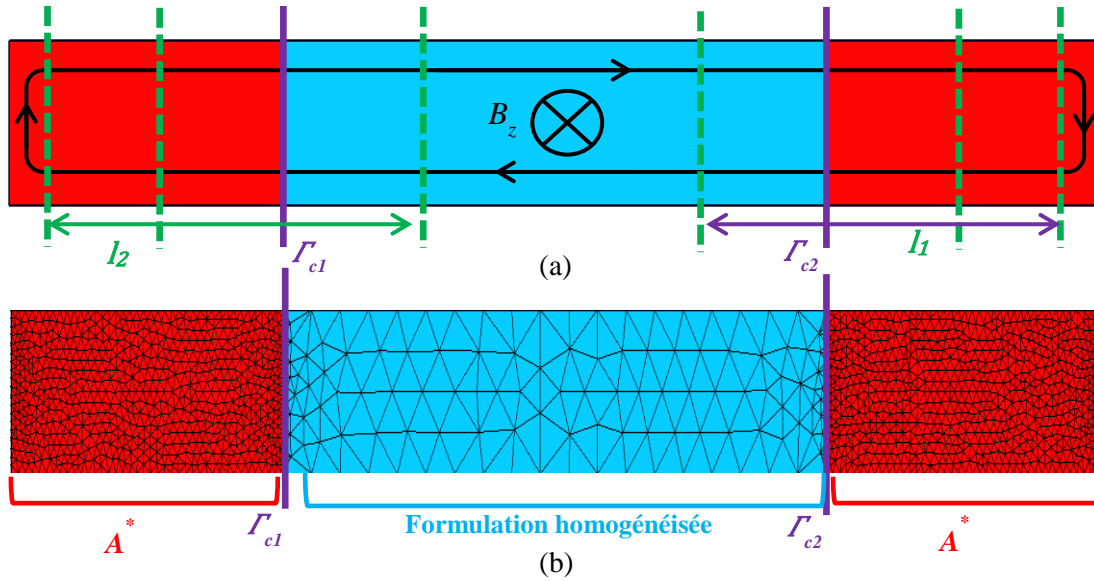 B_z
l_2
Γ_c1
(a)
Γ_c2
l_1
A*
Γ_c1
Formulation homogénéisée
Γ_c2
A*
(b)